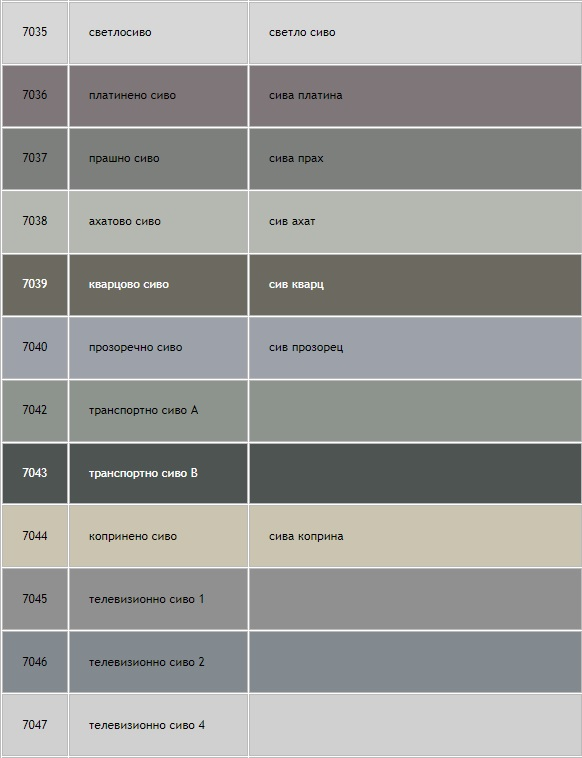 7035 светлосиво светло сиво
7036 платинено сиво сива платина
7037 прашно сиво сива прах
7038 ахатово сиво сив ахат
7039 кварцово сиво сив кварц
7040 прозоречно сиво сив прозорец
7042 транспортно сиво A
7043 транспортно сиво B
7044 копринено сиво сива коприна
7045 телевизионно сиво 1
7046 телевизионно сиво 2
7047 телевизионно сиво 4